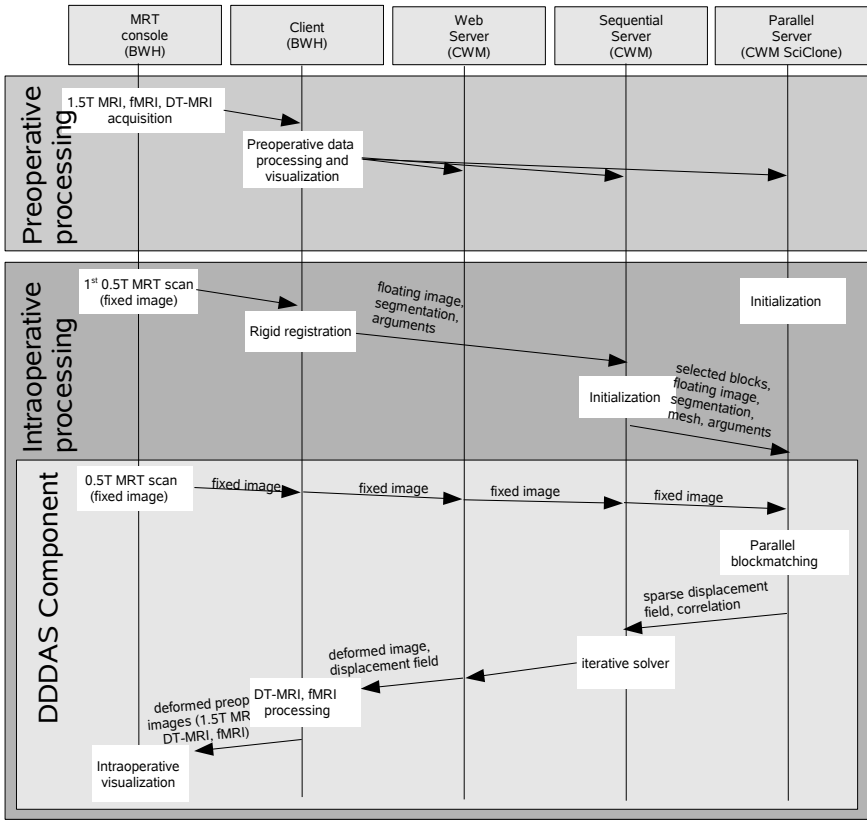 MRT
console
(BWH)
Client
(BWH)
Web
Server
(CWM)
Sequential
Server
(CWM)
Parallel
Server
(CWM SciClone)
Preoperative
processing
1.5T MRI, fMRI, DT-MRI
acquisition
Preoperative data
processing and
visualization
Intraoperative
processing
1st 0.5T MRT scan
(fixed image)
Rigid registration
floating image,
segmentation,
arguments
Initialization
Initialization
selected blocks,
floating image,
segmentation,
mesh, arguments
DDDAS Component
0.5T MRT scan
(fixed image)
fixed image
fixed image
fixed image
fixed image
Parallel
blockmatching
sparse displacement
field, correlation
iterative solver
deformed image,
displacement field
DT-MRI, fMRI
processing
deformed preop
images (1.5T MR
DT-MRI, fMRI)
Intraoperative
visualization